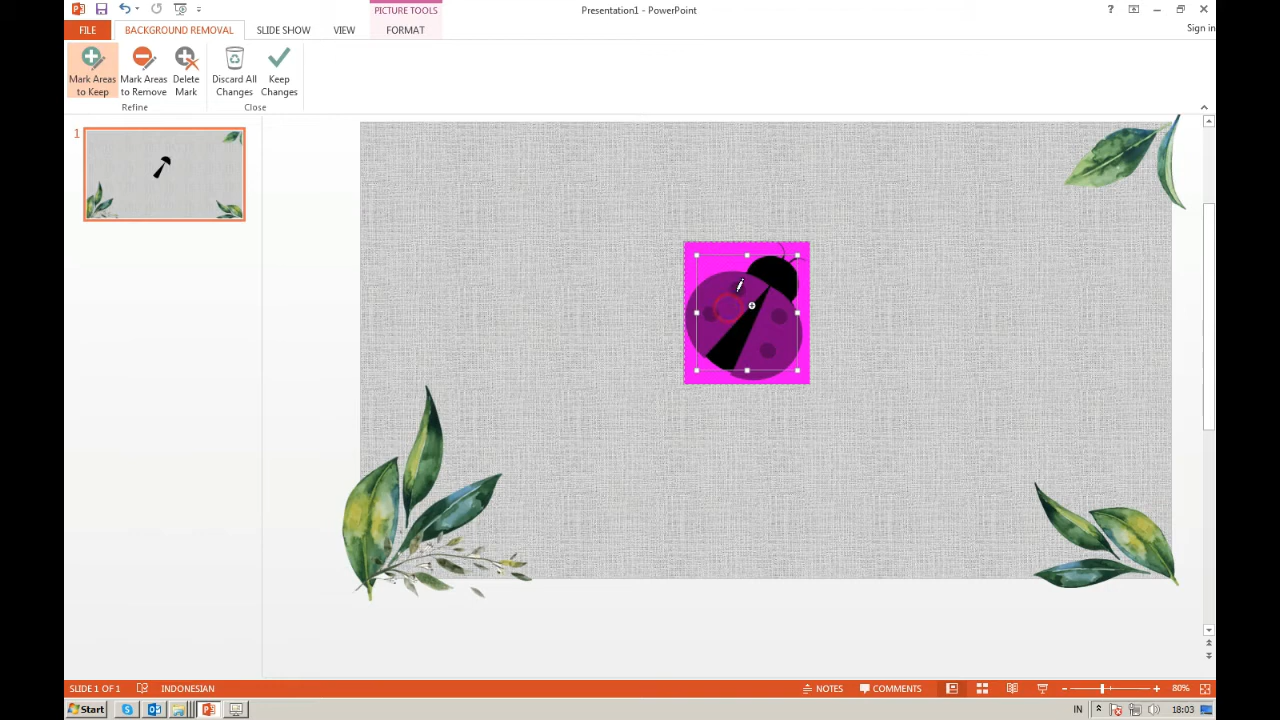 PICTURE TOOLS
Presentation1 - PowerPoint
?
FILE
BACKGROUND REMOVAL
SLIDE SHOW
VIEW
FORMAT
Sign in
Mark Areas to Keep
Mark Areas to Remove
Delete Mark
Discard All Changes
Keep Changes
Refine
Close
1
SLIDE 1 OF 1
INDONESIAN
NOTES
COMMENTS
80%
Start
IN
18:03